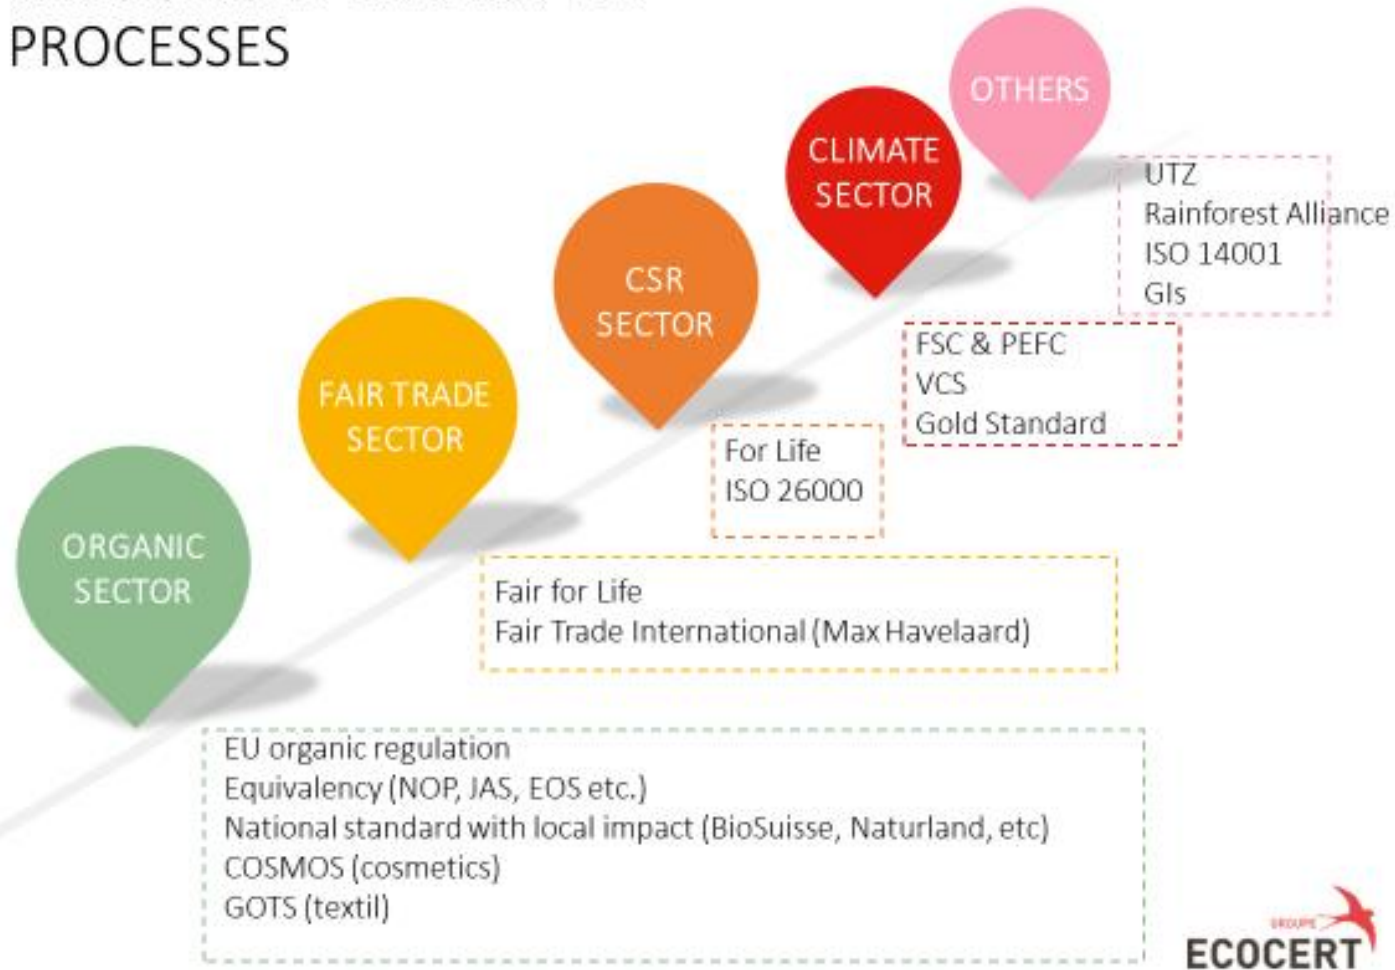 PROCESSES
OTHERS
CLIMATE
SECTOR
UTZ
Rainforest Alliance
ISO 14001
GIs
CSR
SECTOR
FSC & PEFC
VCS
Gold Standard
FAIR TRADE
SECTOR
For Life
ISO 26000
ORGANIC
SECTOR
Fair for Life
Fair Trade International (Max Havelaard)
EU organic regulation
Equivalency (NOP, JAS, EOS etc.)
National standard with local impact (BioSuisse, Naturland, etc)
COSMOS (cosmetics)
GOTS (textil)
GROUPE
ECOCERT